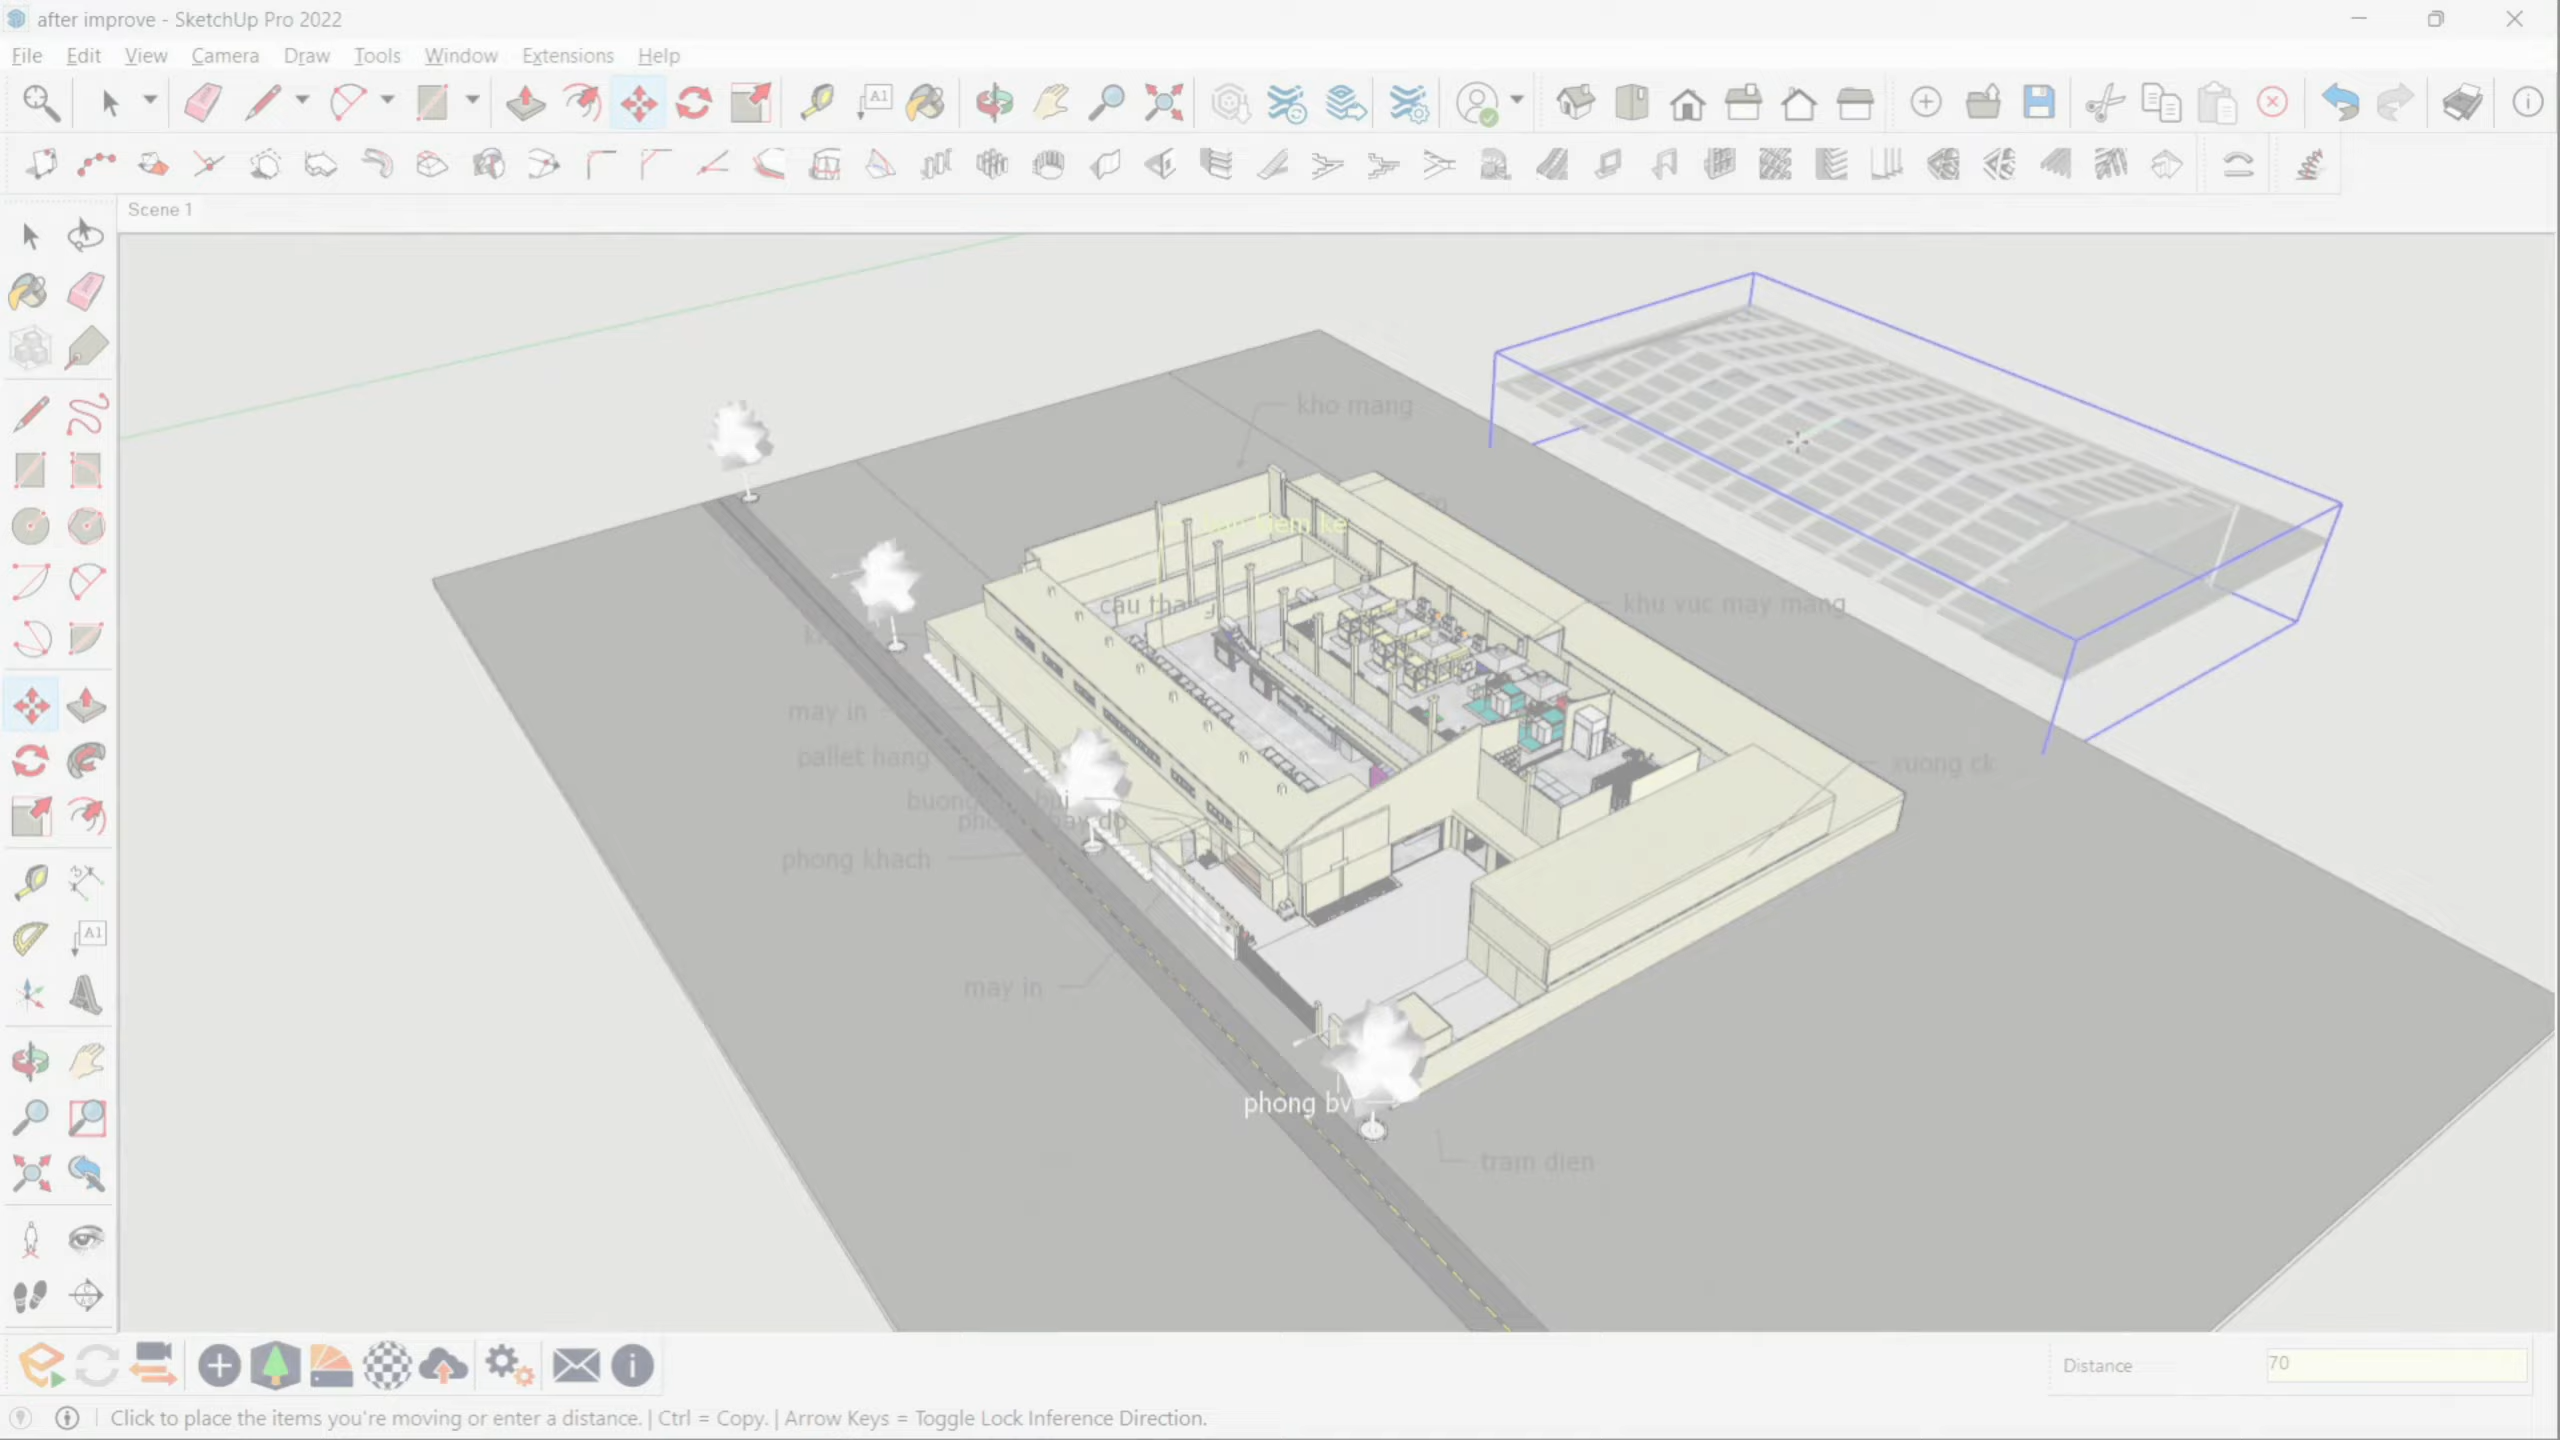 after improve - SketchUp Pro 2022
File Edit View Camera Draw Tools Window Extensions Help
A1
Scene 1
kho mang
cau
khu vuc may mang
may in
pallet hang
xuong ck
phong khach
may in
phong bv
tram dien
A1
Distance 70
Click to place the items you're moving or enter a distance. | Ctrl = Copy. | Arrow Keys = Toggle Lock Inference Direction.